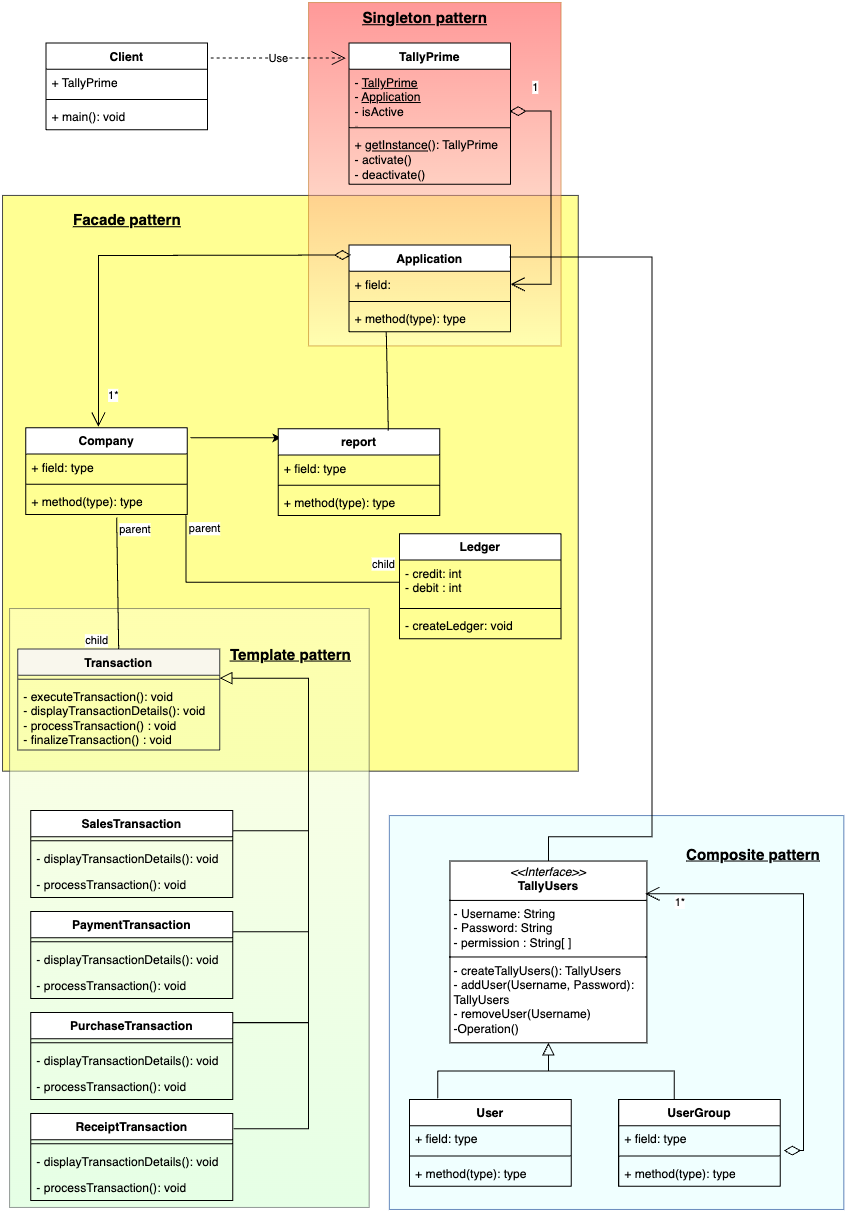 Singleton pattern
Client
+ TallyPrime
+ main(): void
Use
TallyPrime
- TallyPrime
- Application
- isActive
+ getInstance(): TallyPrime
- activate()
- deactivate()
1
Facade pattern
Application
+ field:
+ method(type): type
1*
Company
+ field: type
+ method(type): type
report
+ field: type
+ method(type): type
parent
parent
child
Ledger
- credit: int
- debit : int
- createLedger: void
child
Template pattern
Transaction
- executeTransaction(): void
- displayTransactionDetails(): void
- processTransaction() : void
- finalizeTransaction() : void
SalesTransaction
- displayTransactionDetails(): void
- processTransaction(): void
PaymentTransaction
- displayTransactionDetails(): void
- processTransaction(): void
PurchaseTransaction
- displayTransactionDetails(): void
- processTransaction(): void
ReceiptTransaction
- displayTransactionDetails(): void
- processTransaction(): void
Composite pattern
<<Interface>>
TallyUsers
- Username: String
- Password: String
- permission : String[ ]
- createTallyUsers(): TallyUsers
- addUser(Username, Password):
TallyUsers
- removeUser(Username)
-Operation()
1*
User
+ field: type
+ method(type): type
UserGroup
+ field: type
+ method(type): type